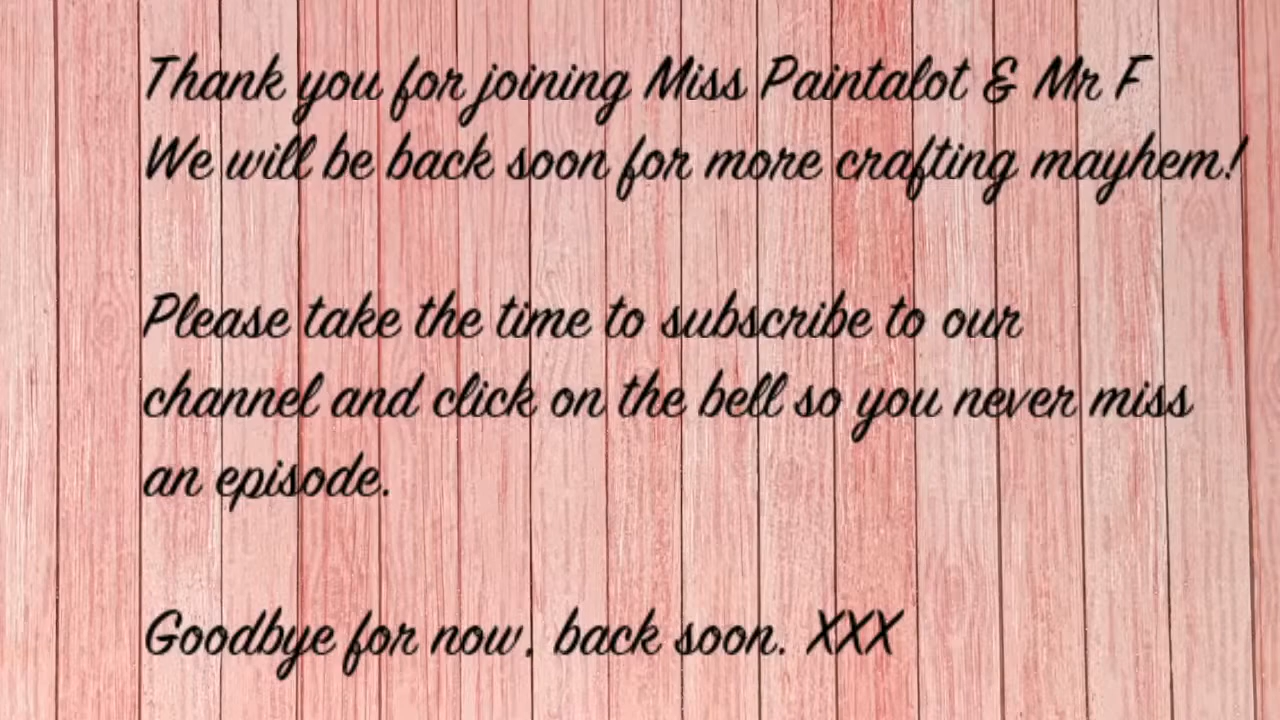 Thank you for joining Miss Paintalot & Mr F
We will be back soon for more crafting mayhem!
Please take the time to subscribe to our
channel and click on the bell so you never miss
an episode.
Goodbye for now, back soon. XXX